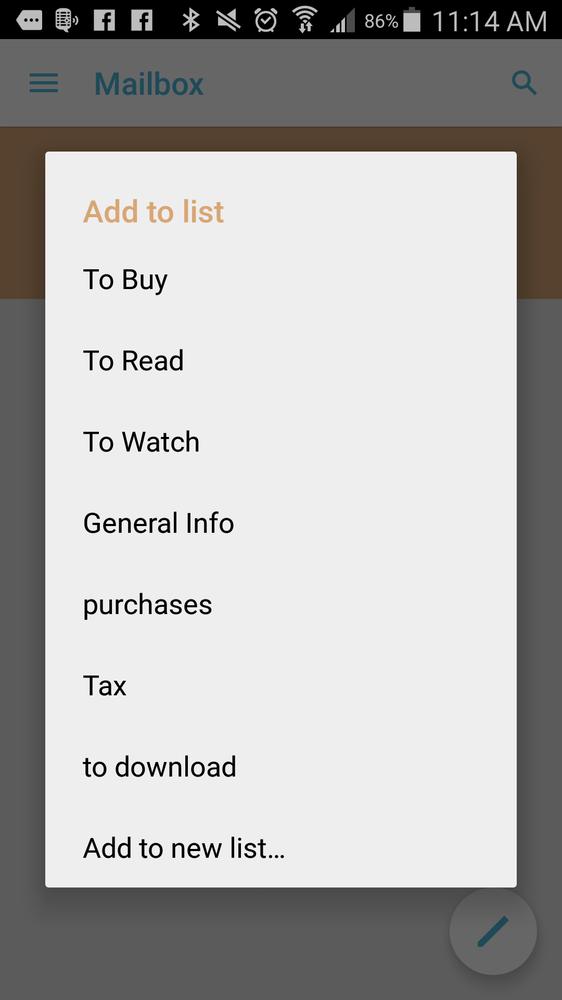 86% 11:14 AM
Mailbox
Add to list
To Buy
To Read
To Watch
General Info
purchases
Tax
to download
Add to new list...